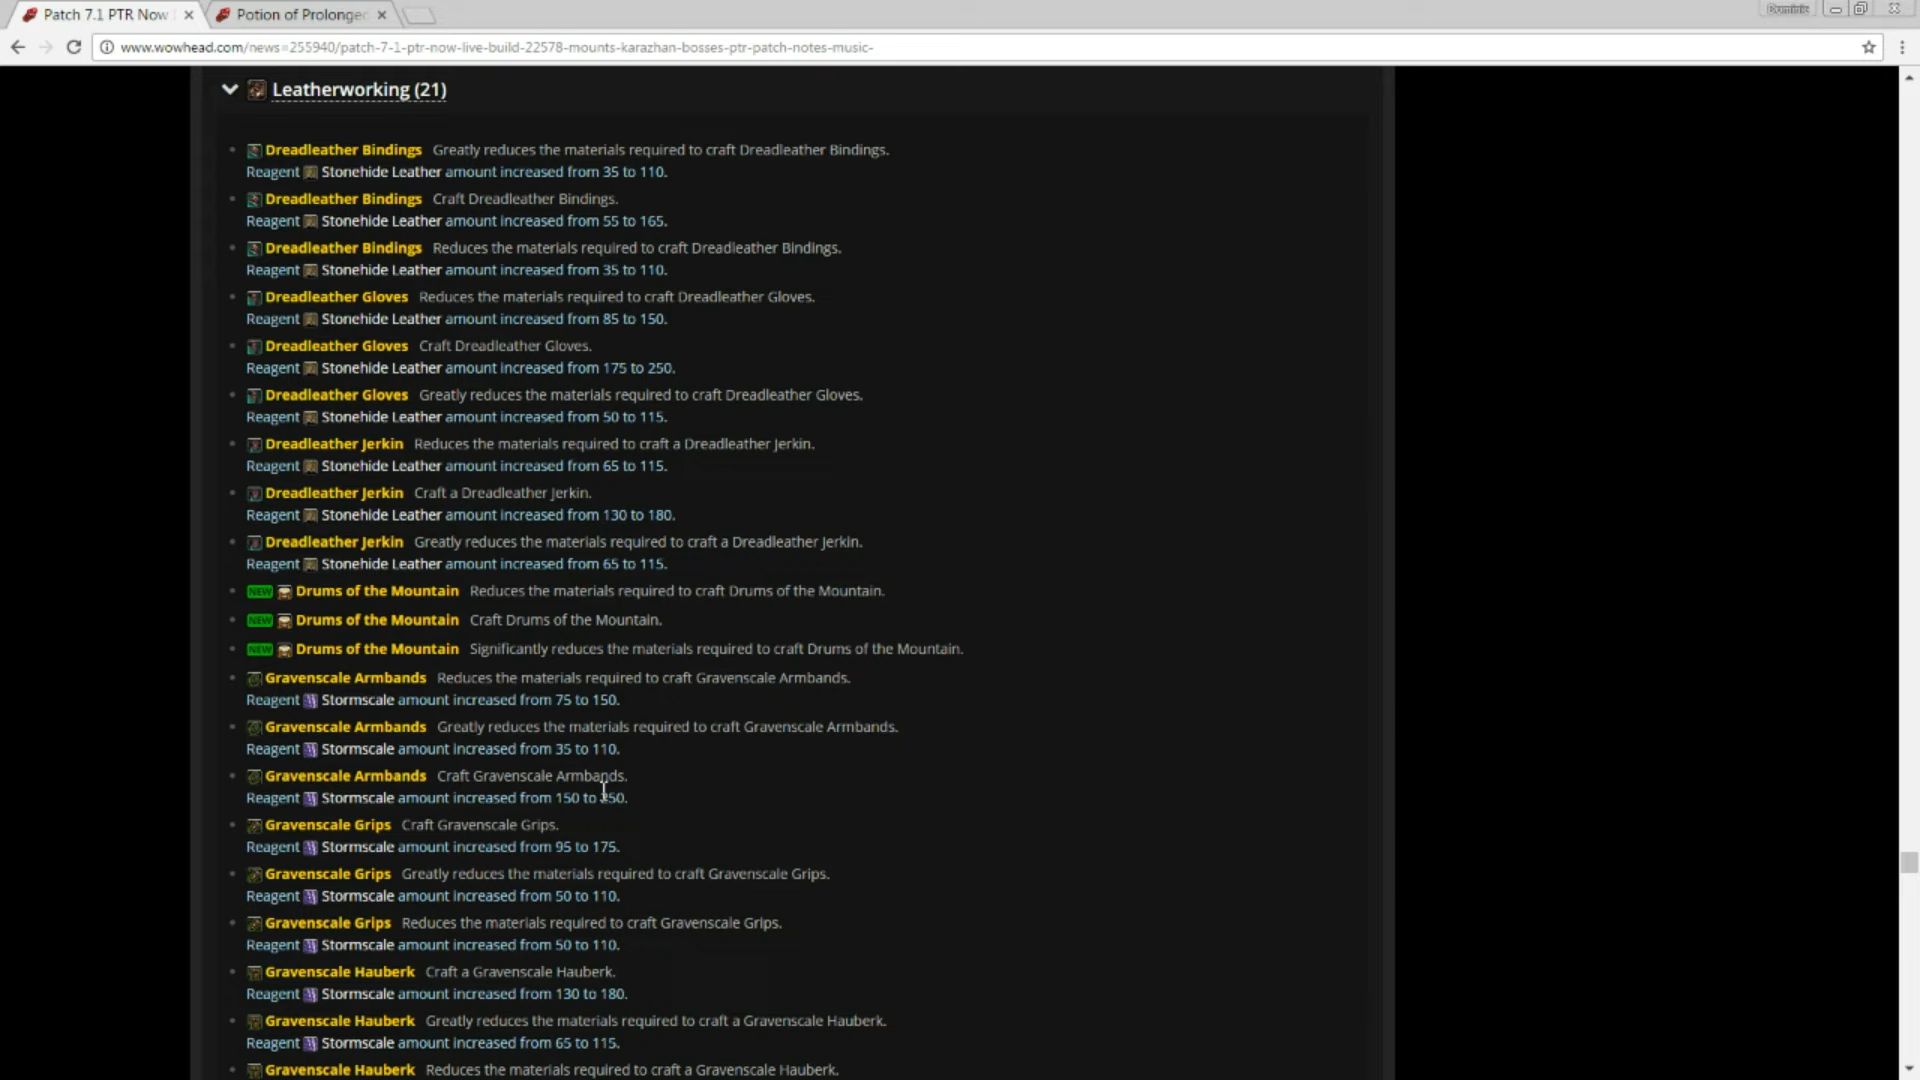 Patch 7.1 PTR Now
Potion of Prolonge
Dominic
www.wowhead.com/news=255940/patch-7-1-ptr-now-live-build-22578-mounts-karazhan-bosses-ptr-patch-notes-music-
Leatherworking (21)
Dreadleather Bindings Greatly reduces the materials required to craft Dreadleather Bindings.
Reagent Stonehide Leather amount increased from 35 to 110.
Dreadleather Bindings Craft Dreadleather Bindings.
Reagent Stonehide Leather amount increased from 55 to 165.
Dreadleather Bindings Reduces the materials required to craft Dreadleather Bindings.
Reagent Stonehide Leather amount increased from 35 to 110.
Dreadleather Gloves Reduces the materials required to craft Dreadleather Gloves.
Reagent Stonehide Leather amount increased from 85 to 150.
Dreadleather Gloves Craft Dreadleather Gloves.
Reagent Stonehide Leather amount increased from 175 to 250.
Dreadleather Gloves Greatly reduces the materials required to craft Dreadleather Gloves.
Reagent Stonehide Leather amount increased from 50 to 115.
Dreadleather Jerkin Reduces the materials required to craft a Dreadleather Jerkin.
Reagent Stonehide Leather amount increased from 65 to 115.
Dreadleather Jerkin Craft a Dreadleather Jerkin.
Reagent Stonehide Leather amount increased from 130 to 180.
Dreadleather Jerkin Greatly reduces the materials required to craft a Dreadleather Jerkin.
Reagent Stonehide Leather amount increased from 65 to 115.
NEW Drums of the Mountain Reduces the materials required to craft Drums of the Mountain.
NEW Drums of the Mountain Craft Drums of the Mountain.
NEW Drums of the Mountain Significantly reduces the materials required to craft Drums of the Mountain.
Gravenscale Armbands Reduces the materials required to craft Gravenscale Armbands.
Reagent Stormscale amount increased from 75 to 150.
Gravenscale Armbands Greatly reduces the materials required to craft Gravenscale Armbands.
Reagent Stormscale amount increased from 35 to 110.
Gravenscale Armbands Craft Gravenscale Armbands.
Reagent Stormscale amount increased from 150 to 250.
Gravenscale Grips Craft Gravenscale Grips.
Reagent Stormscale amount increased from 95 to 175.
Gravenscale Grips Greatly reduces the materials required to craft Gravenscale Grips.
Reagent Stormscale amount increased from 50 to 110.
Gravenscale Grips Reduces the materials required to craft Gravenscale Grips.
Reagent Stormscale amount increased from 50 to 110.
Gravenscale Hauberk Craft a Gravenscale Hauberk.
Reagent Stormscale amount increased from 130 to 180.
Gravenscale Hauberk Greatly reduces the materials required to craft a Gravenscale Hauberk.
Reagent Stormscale amount increased from 65 to 115.
Gravenscale Hauberk Reduces the materials required to craft a Gravenscale Hauberk.